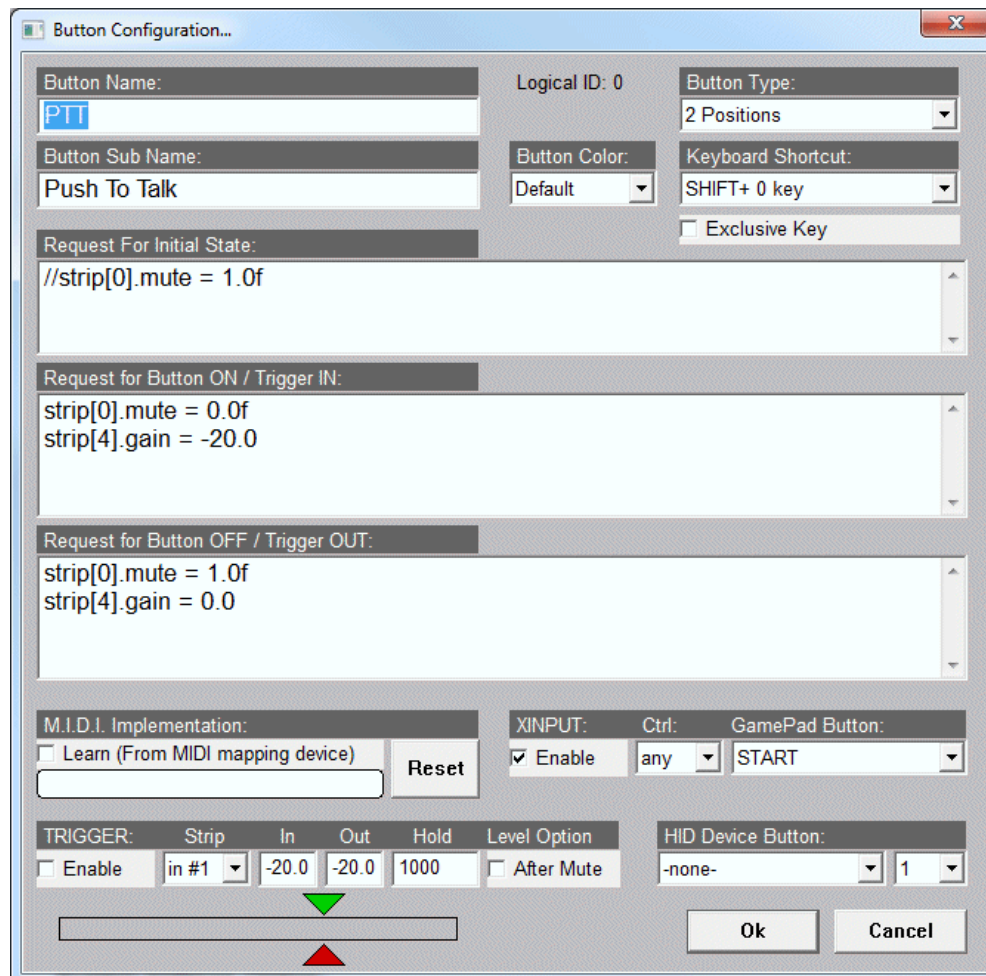 Button Configuration...
Button Name:
Logical ID: 0
Button Type:
PTT
2 Positions
Button Sub Name:
Button Color:
Keyboard Shortcut:
Push To Talk
Default
SHIFT+ 0 key
Exclusive Key
Request For Initial State:
//strip[0].mute = 1.0f
Request for Button ON / Trigger IN:
strip[0].mute = 0.0f
strip[4].gain = -20.0
Request for Button OFF / Trigger OUT:
strip[0].mute = 1.0f
strip[4].gain = 0.0
M.I.D.I. Implementation:
XINPUT:
Ctrl:
GamePad Button:
Learn (From MIDI mapping device)
Reset
Enable
any
START
TRIGGER:
Strip
In
Out
Hold
Level Option
HID Device Button:
Enable
in #1
-20.0
-20.0
1000
After Mute
-none-
1
Ok
Cancel